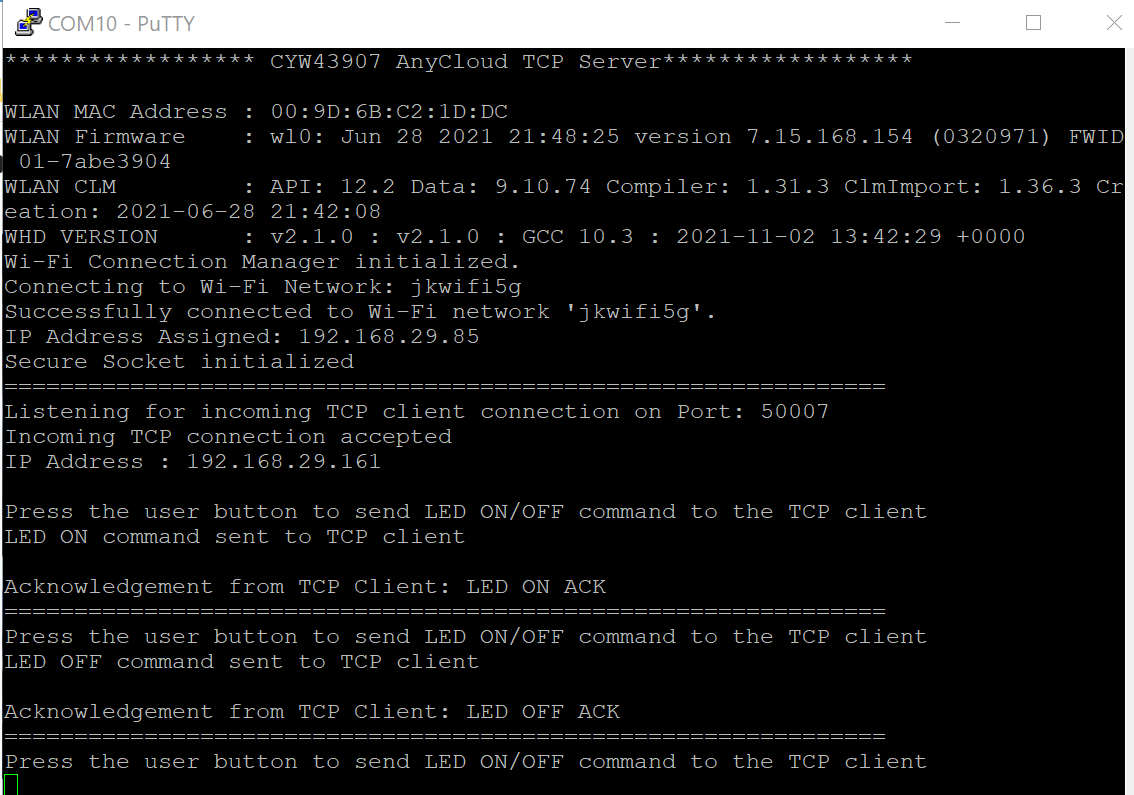 COM10 - PuTTY
****************** CYW43907 AnyCloud TCP Server******************
WLAN MAC Address : 00:9D:6B:C2:1D:DC
WLAN Firmware    : wl0: Jun 28 2021 21:48:25 version 7.15.168.154 (0320971) FWID
 01-7abe3904
WLAN CLM         : API: 12.2 Data: 9.10.74 Compiler: 1.31.3 ClmImport: 1.36.3 Cr
eation: 2021-06-28 21:42:08
WHD VERSION      : v2.1.0 : v2.1.0 : GCC 10.3 : 2021-11-02 13:42:29 +0000
Wi-Fi Connection Manager initialized.
Connecting to Wi-Fi Network: jkwifi5g
Successfully connected to Wi-Fi network 'jkwifi5g'.
IP Address Assigned: 192.168.29.85
Secure Socket initialized
===============================================================
Listening for incoming TCP client connection on Port: 50007
Incoming TCP connection accepted
IP Address : 192.168.29.161
Press the user button to send LED ON/OFF command to the TCP client
LED ON command sent to TCP client
Acknowledgement from TCP Client: LED ON ACK
===============================================================
Press the user button to send LED ON/OFF command to the TCP client
LED OFF command sent to TCP client
Acknowledgement from TCP Client: LED OFF ACK
===============================================================
Press the user button to send LED ON/OFF command to the TCP client